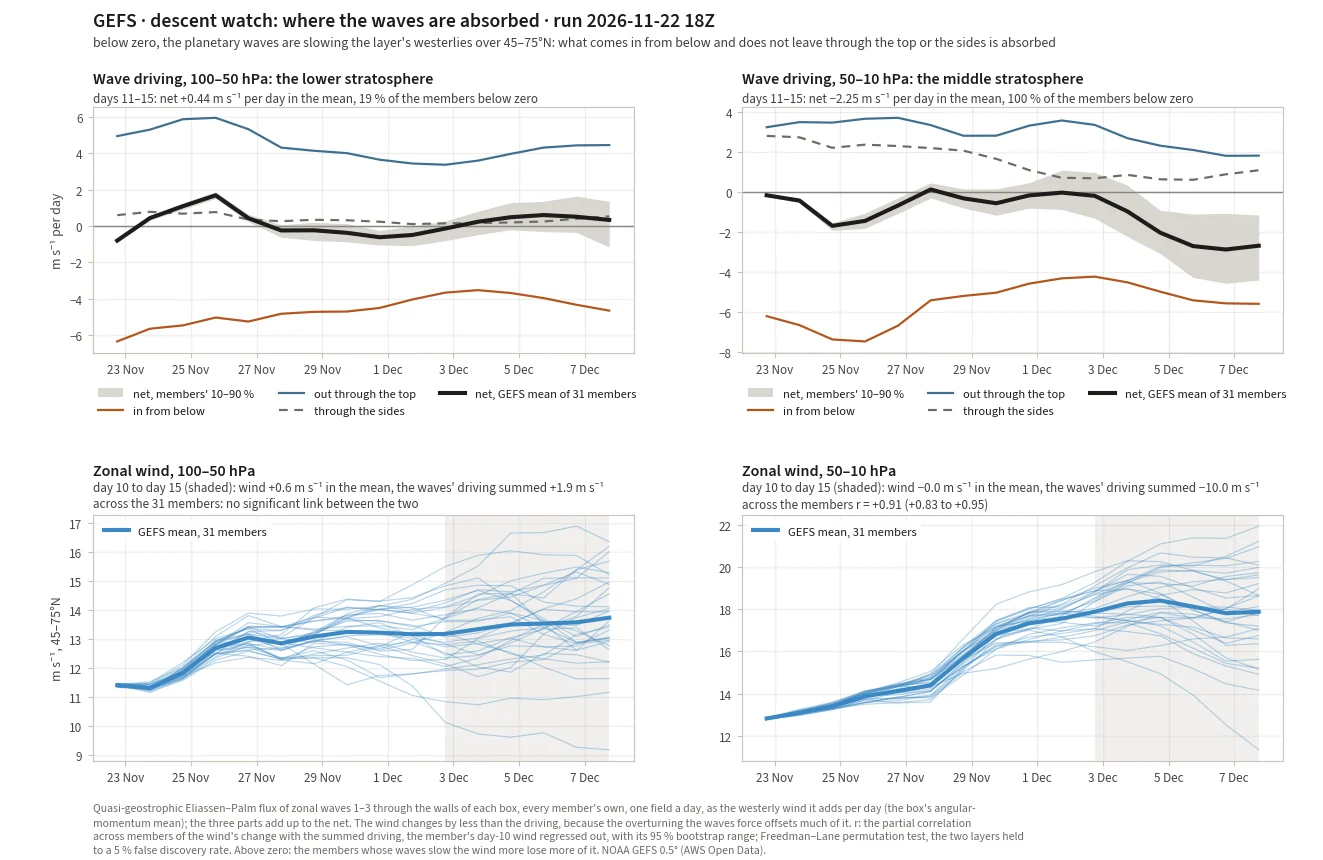 GEFS · descent watch: where the waves are absorbed · run 2026-11-22 18Z
below zero, the planetary waves are slowing the layer's westerlies over 45–75°N: what comes in from below and does not leave through the top or the sides is absorbed
Wave driving, 100–50 hPa: the lower stratosphere
days 11–15: net +0.44 m s⁻¹ per day in the mean, 19 % of the members below zero
6
4
2
0
−2
−4
−6
m s⁻¹ per day
23 Nov 25 Nov 27 Nov 29 Nov 1 Dec 3 Dec 5 Dec 7 Dec
net, members' 10–90 % out through the top net, GEFS mean of 31 members
in from below through the sides
Wave driving, 50–10 hPa: the middle stratosphere
days 11–15: net −2.25 m s⁻¹ per day in the mean, 100 % of the members below zero
4
2
0
−2
−4
−6
−8
23 Nov 25 Nov 27 Nov 29 Nov 1 Dec 3 Dec 5 Dec 7 Dec
net, members' 10–90 % out through the top net, GEFS mean of 31 members
in from below through the sides
Zonal wind, 100–50 hPa
day 10 to day 15 (shaded): wind +0.6 m s⁻¹ in the mean, the waves' driving summed +1.9 m s⁻¹
across the 31 members: no significant link between the two
GEFS mean, 31 members
17
16
15
14
13
12
11
10
9
m s⁻¹, 45–75°N
23 Nov 25 Nov 27 Nov 29 Nov 1 Dec 3 Dec 5 Dec 7 Dec
Zonal wind, 50–10 hPa
day 10 to day 15 (shaded): wind −0.0 m s⁻¹ in the mean, the waves' driving summed −10.0 m s⁻¹
across the members r = +0.91 (+0.83 to +0.95)
GEFS mean, 31 members
22
20
18
16
14
12
23 Nov 25 Nov 27 Nov 29 Nov 1 Dec 3 Dec 5 Dec 7 Dec
Quasi-geostrophic Eliassen–Palm flux of zonal waves 1–3 through the walls of each box, every member's own, one field a day, as the westerly wind it adds per day (the box's angular-
momentum mean); the three parts add up to the net. The wind changes by less than the driving, because the overturning the waves force offsets much of it. r: the partial correlation
across members of the wind's change with the summed driving, the member's day-10 wind regressed out, with its 95 % bootstrap range; Freedman–Lane permutation test, the two layers held
to a 5 % false discovery rate. Above zero: the members whose waves slow the wind more lose more of it. NOAA GEFS 0.5° (AWS Open Data).